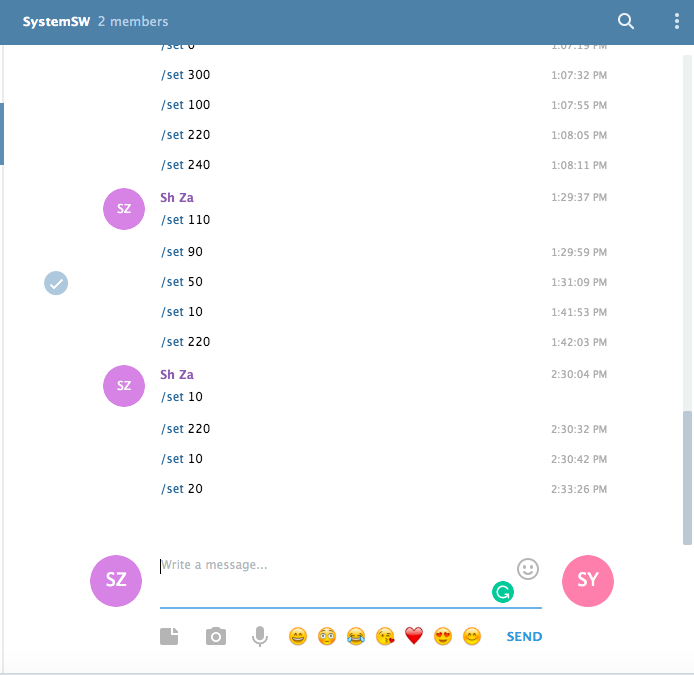 SystemSW 2 members
/set 0 1:07:19 PM
/set 300 1:07:32 PM
/set 100 1:07:55 PM
/set 220 1:08:05 PM
/set 240 1:08:11 PM
SZ Sh Za 1:29:37 PM
/set 110
/set 90 1:29:59 PM
/set 50 1:31:09 PM
/set 10 1:41:53 PM
/set 220 1:42:03 PM
SZ Sh Za 2:30:04 PM
/set 10
/set 220 2:30:32 PM
/set 10 2:30:42 PM
/set 20 2:33:26 PM
Write a message...
SZ SY
SEND